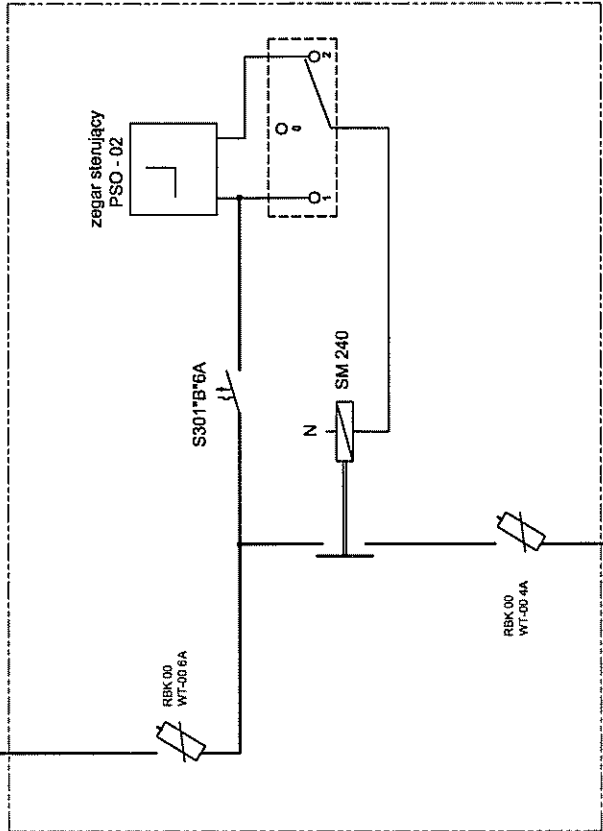 zegar sterujący
PSO - 02
1
0
2
S301"B"6A
N
SM 240
RBK 00
WT-00 6A
RBK 00
WT-00 4A